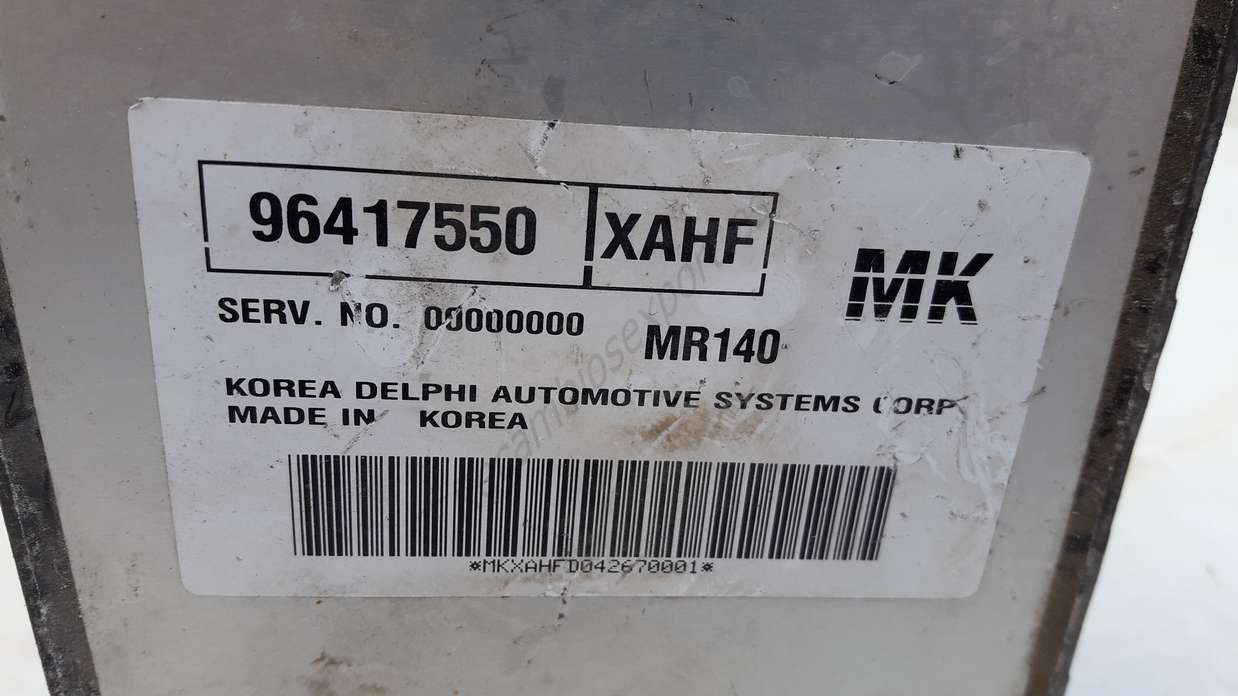 96417550 XAHF
MK
SERV. NO. 00000000 MR140
KOREA DELPHI AUTOMOTIVE SYSTEMS CORP
MADE IN KOREA
*MKXAHFD042670001*